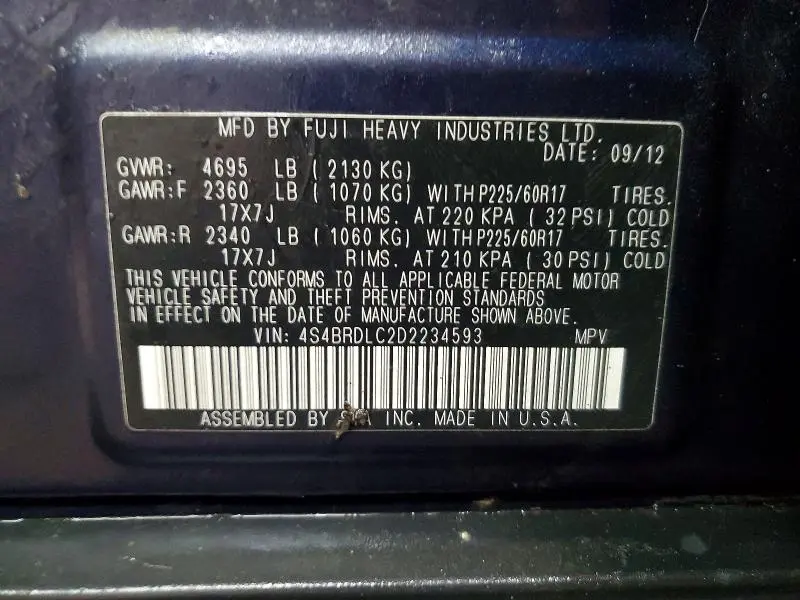 MFD BY FUJI HEAVY INDUSTRIES LTD.
DATE: 09/12
GVWR: 4695 LB ( 2130 KG)
GAWR:F 2360 LB ( 1070 KG) WITH P225/60R17 TIRES.
17X7J RIMS. AT 220 KPA ( 32 PSI) COLD
GAWR:R 2340 LB ( 1060 KG) WITH P225/60R17 TIRES.
17X7J RIMS. AT 210 KPA ( 30 PSI) COLD
THIS VEHICLE CONFORMS TO ALL APPLICABLE FEDERAL MOTOR
VEHICLE SAFETY AND THEFT PREVENTION STANDARDS
IN EFFECT ON THE DATE OF MANUFACTURE SHOWN ABOVE.
VIN: 4S4BRDLC2D2234593 MPV
ASSEMBLED BY INC. MADE IN U.S.A.